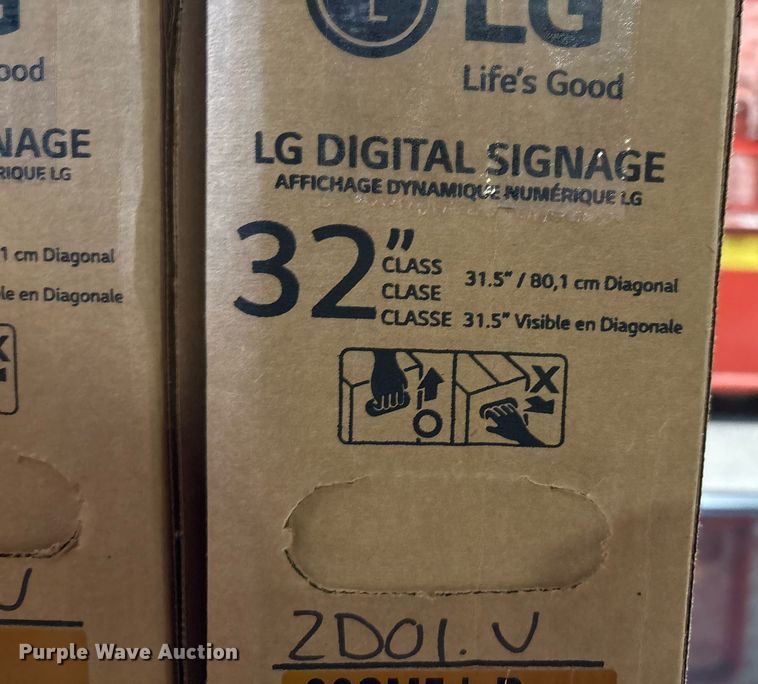 LG
Life's Good
LG DIGITAL SIGNAGE
AFFICHAGE DYNAMIQUE NUMÉRIQUE LG
32"
CLASS
CLASE
CLASSE
31.5" / 80,1 cm Diagonal
31.5" Visible en Diagonale
X
2D01.V
ood
NAGE
RIQUE LG
1 cm Diagonal
le en Diagonale
Purple Wave Auction